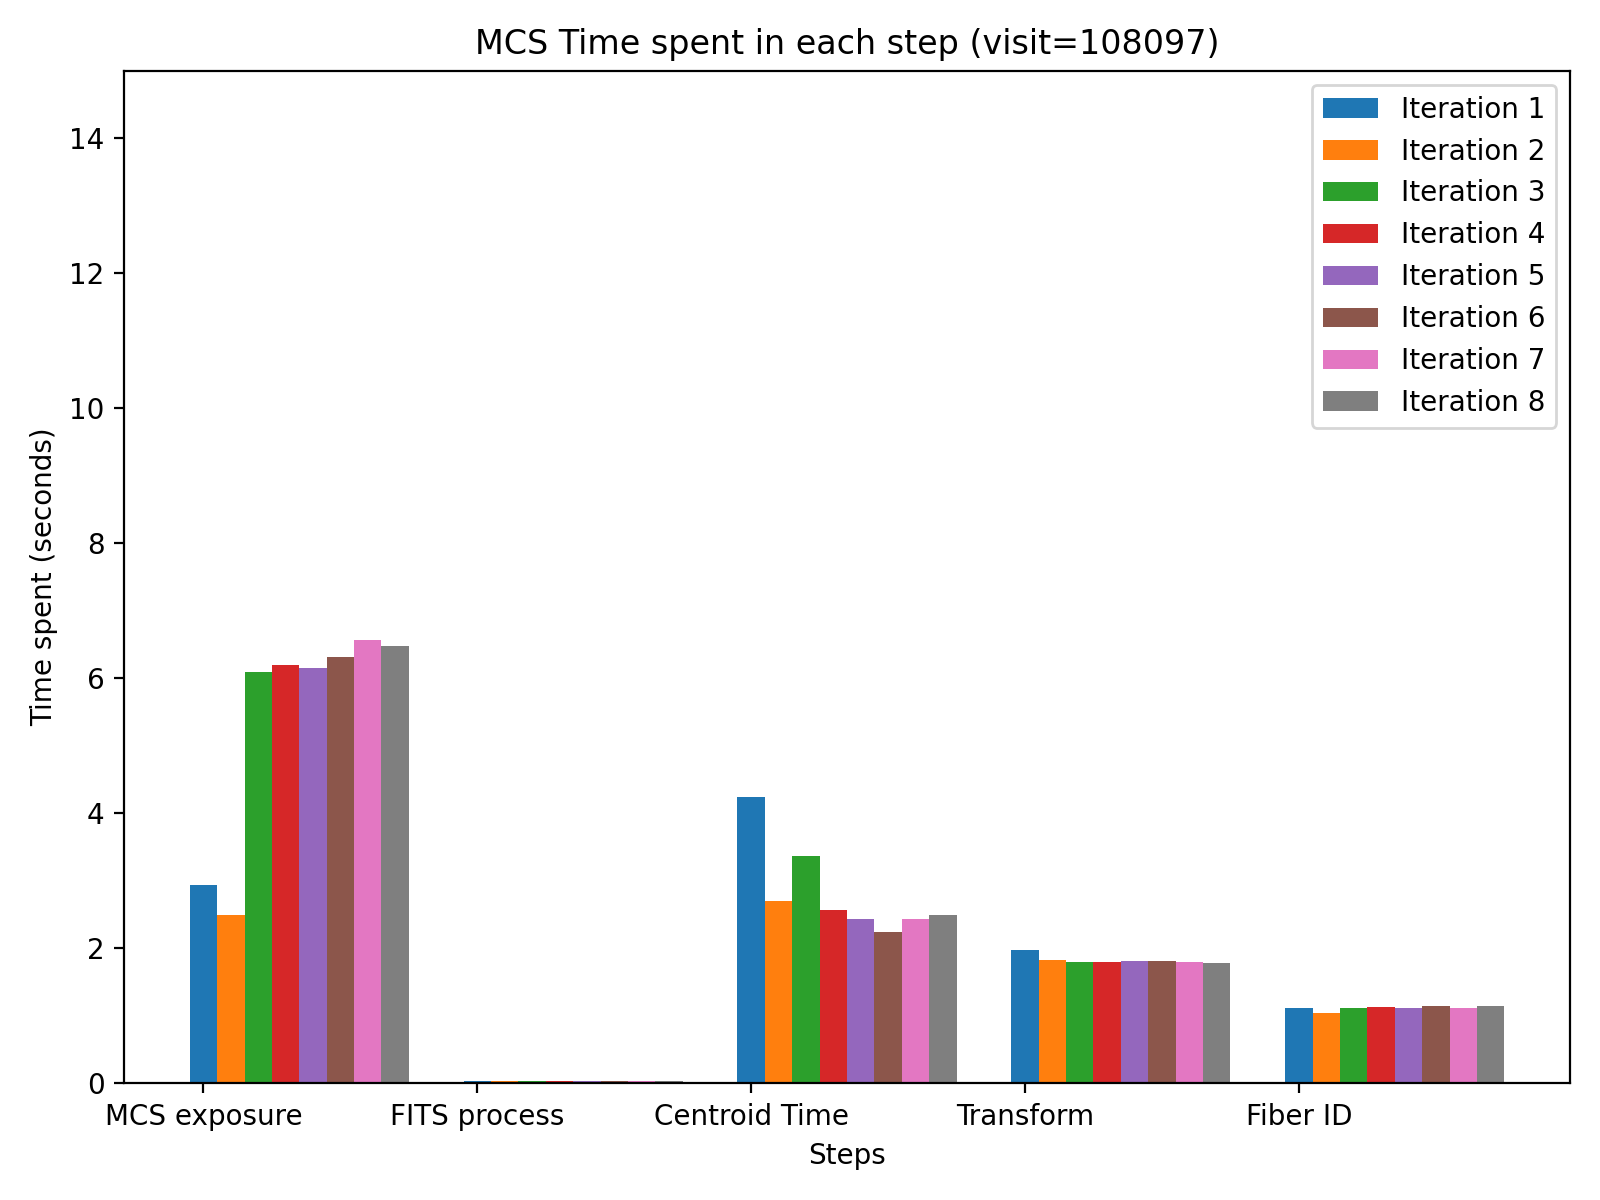 MCS Time spent in each step (visit=108097)
Iteration 1
Iteration 2
Iteration 3
Iteration 4
Iteration 5
Iteration 6
Iteration 7
Iteration 8
14
12
10
8
6
4
2
0
Time spent (seconds)
MCS exposure FITS process Centroid Time Transform Fiber ID
Steps